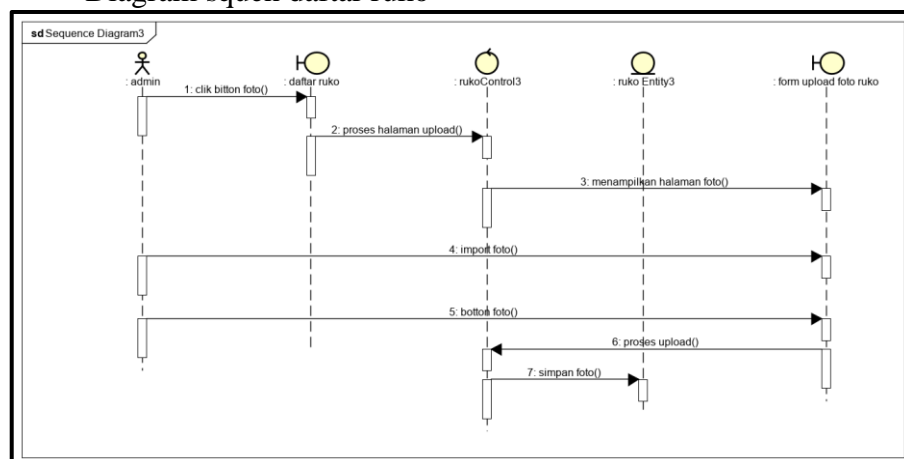 Diagram squen daftar ruko
sd Sequence Diagram3
: admin
: daftar ruko
: rukoControl3
: ruko Entity3
: form upload foto ruko
1: clik bitton foto()
2: proses halaman upload()
3: menampilkan halaman foto()
4: import foto()
5: botton foto()
6: proses upload()
7: simpan foto()